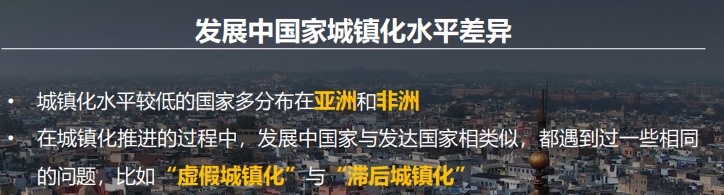 发展中国家城镇化水平差异
• 城镇化水平较低的国家多分布在亚洲和非洲
• 在城镇化推进的过程中，发展中国家与发达国家相类似，都遇到过一些相同
的问题，比如“虚假城镇化”与“滞后城镇化”